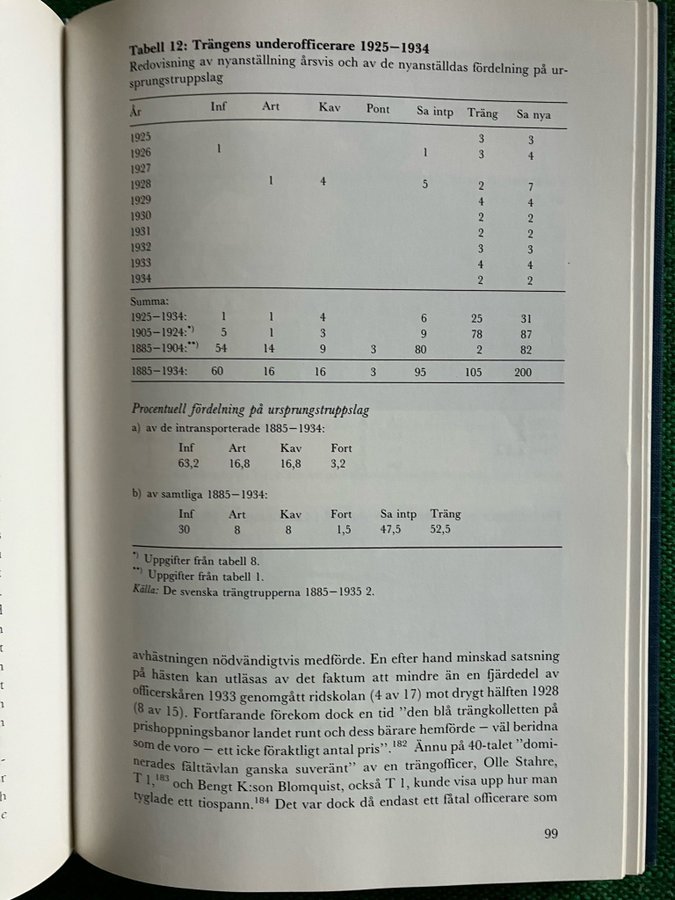 Tabell 12: Trängens underofficerare 1925–1934
Redovisning av nyanställning årsvis och av de nyanställdas fördelning på ur-
sprungstruppslag
År Inf Art Kav Pont Sa intp Träng Sa nya
1925 3 3
1926 1 1 3 4
1927
1928 1 4 5 2 7
1929 4 4
1930 2 2
1931 2 2
1932 3 3
1933 4 4
1934 2 2
Summa:
1925–1934: 1 1 4 6 25 31
1905–1924:*) 5 1 3 9 78 87
1885–1904:**) 54 14 9 3 80 2 82
1885–1934: 60 16 16 3 95 105 200
Procentuell fördelning på ursprungstruppslag
a) av de intransporterade 1885–1934:
Inf Art Kav Fort
63,2 16,8 16,8 3,2
b) av samtliga 1885–1934:
Inf Art Kav Fort Sa intp Träng
30 8 8 1,5 47,5 52,5
*) Uppgifter från tabell 8.
**) Uppgifter från tabell 1.
Källa: De svenska trängtrupperna 1885–1935 2.
avhästningen nödvändigtvis medförde. En efter hand minskad satsning
på hästen kan utläsas av det faktum att mindre än en fjärdedel av
officerskåren 1933 genomgått ridskolan (4 av 17) mot drygt hälften 1928
(8 av 15). Fortfarande förekom dock en tid "den blå trängkolletten på
prishoppningsbanor landet runt och dess bärare hemförde – väl beridna
som de voro – ett icke föraktligt antal pris".182 Ännu på 40-talet "domi-
nerades fälttävlan ganska suveränt" av en trängofficer, Olle Stahre,
T 1,183 och Bengt K:son Blomquist, också T 1, kunde visa upp hur man
tyglade ett tiospann.184 Det var dock då endast ett fåtal officerare som
99